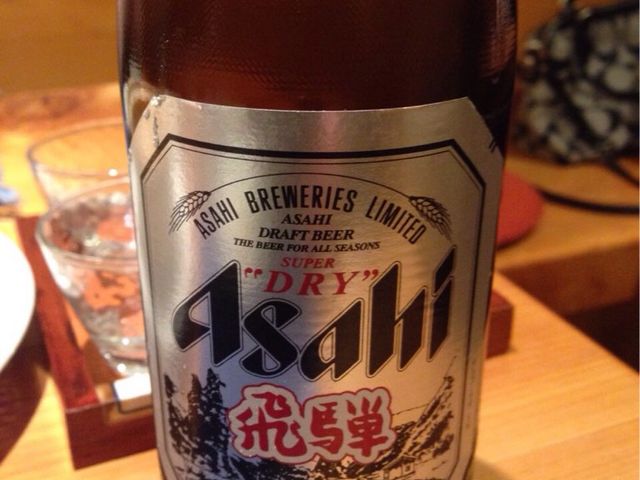 ASAHI BREWERIES LIMITED
ASAHI
DRAFT BEER
THE BEER FOR ALL SEASONS
SUPER
"DRY"
Asahi
飛騨